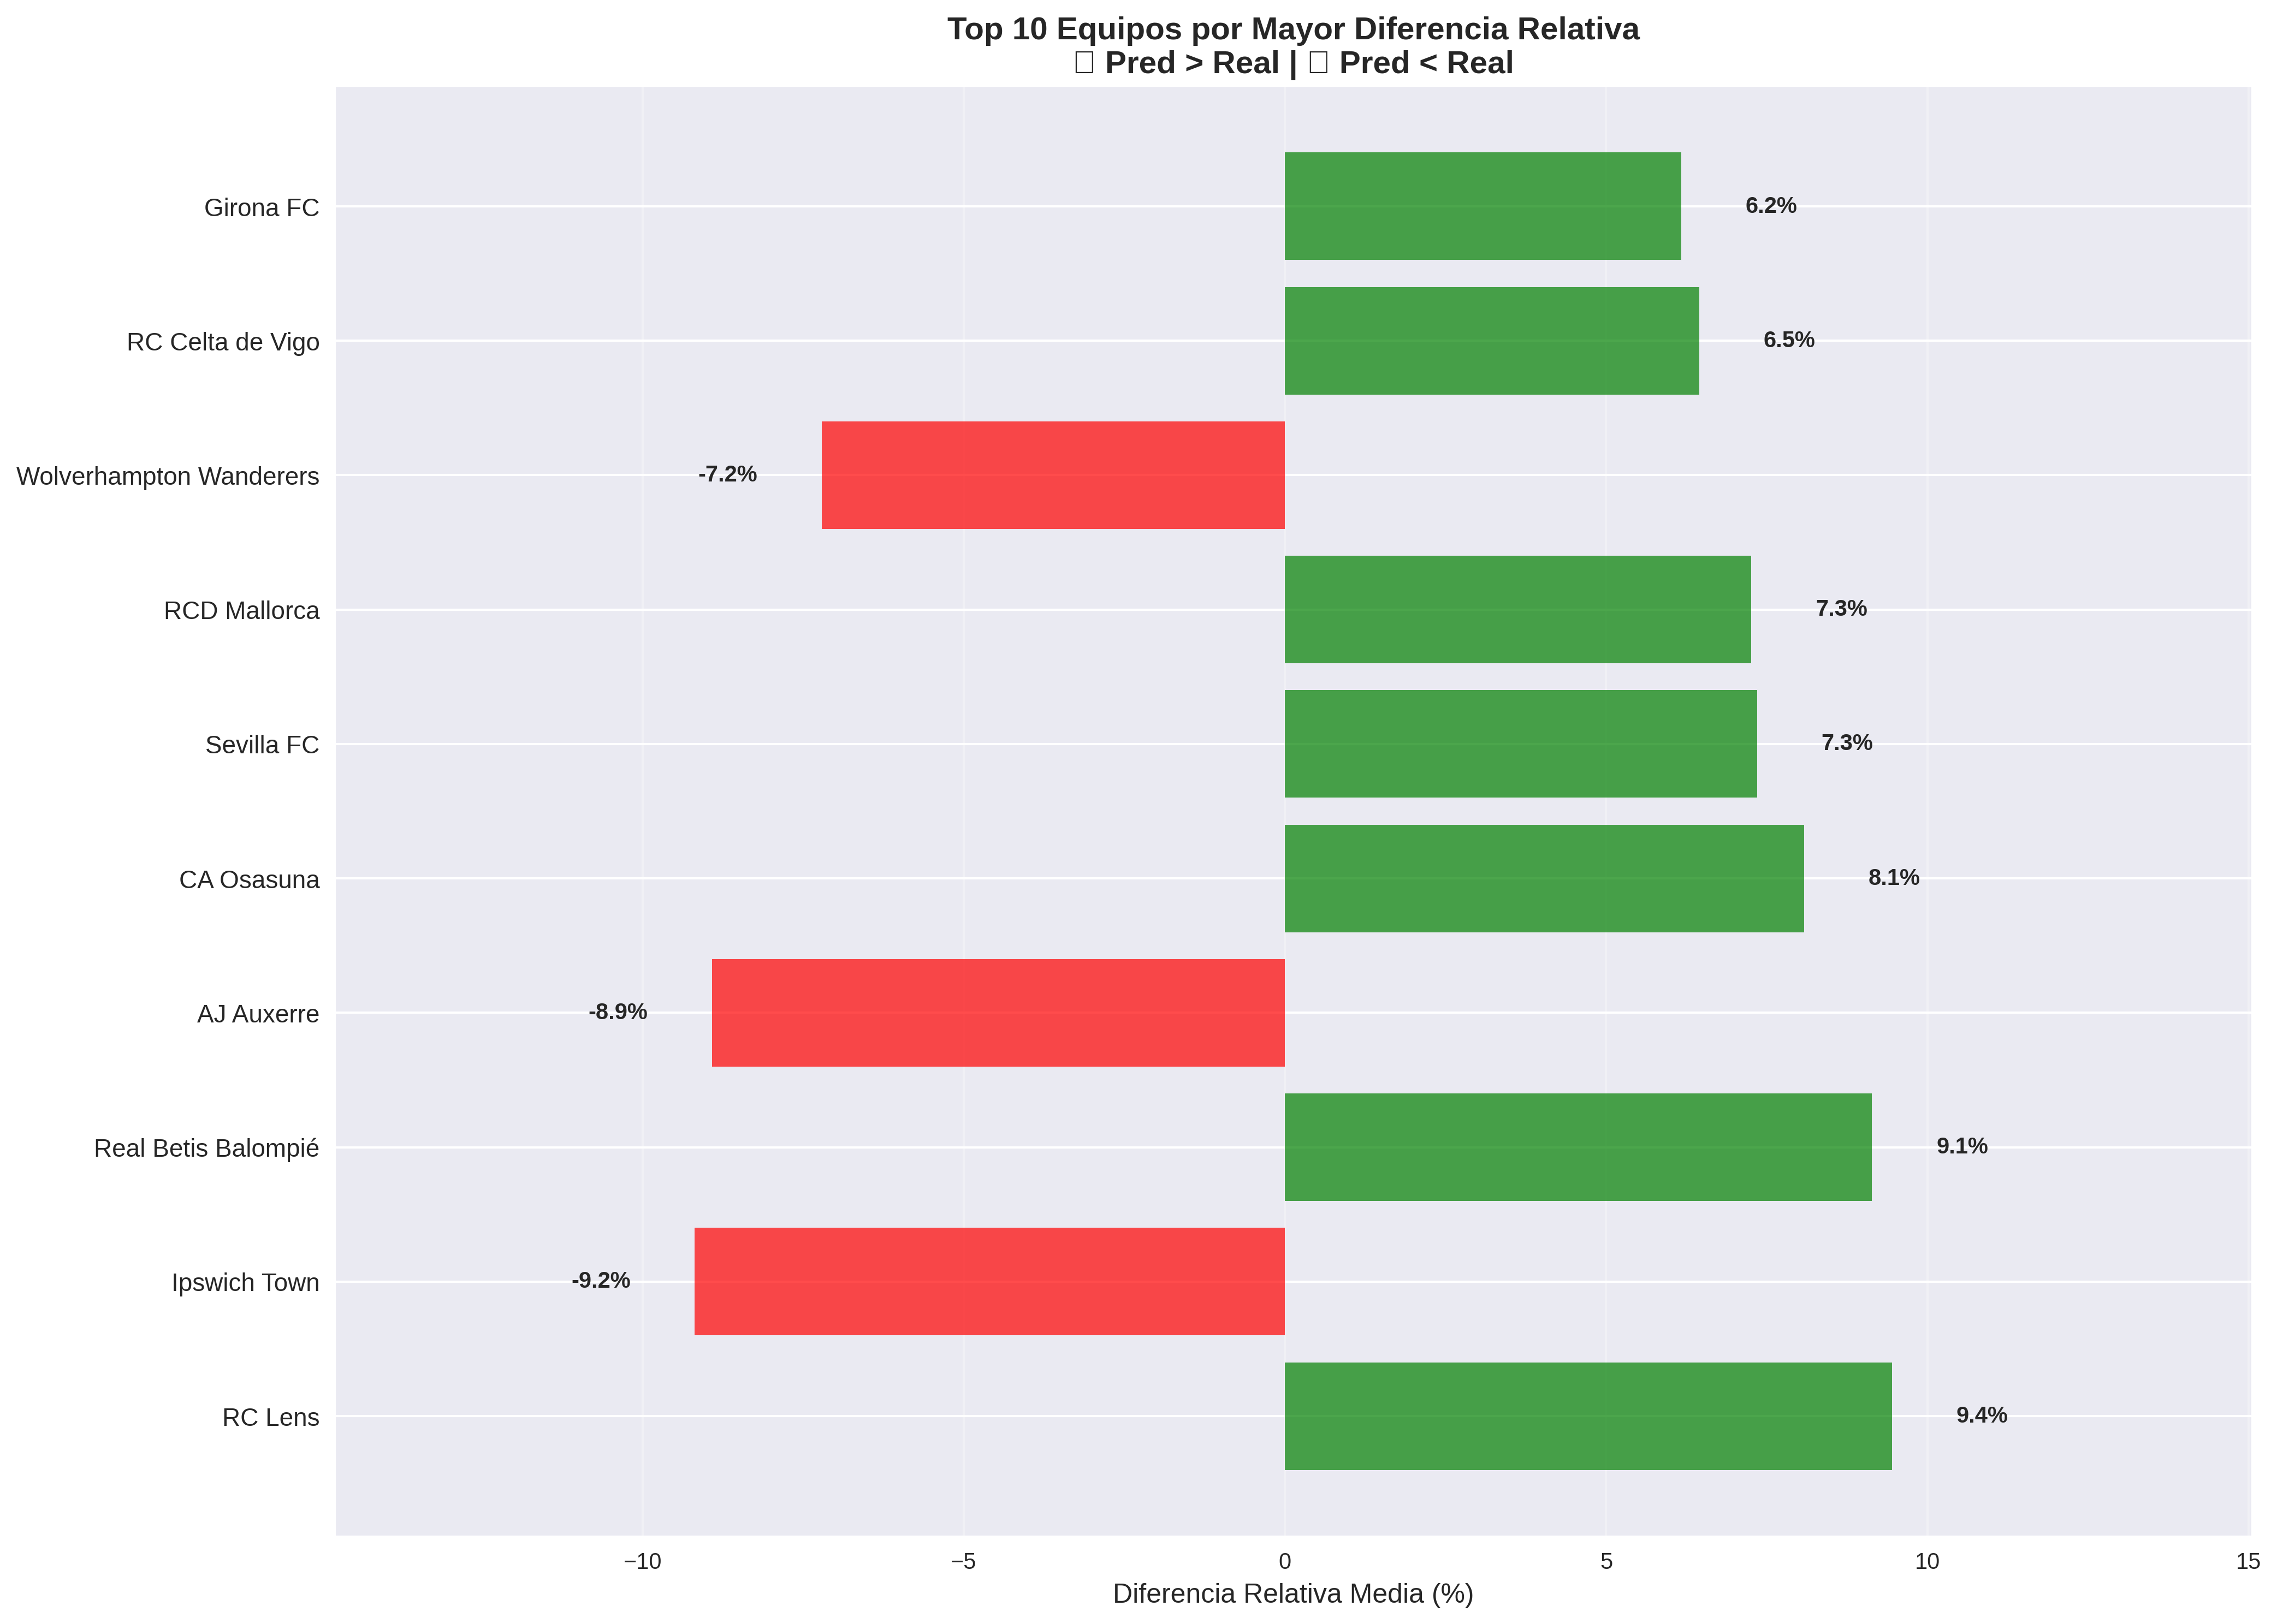 Top 10 Equipos por Mayor Diferencia Relativa
□ Pred > Real | □ Pred < Real
Girona FC
6.2%
RC Celta de Vigo
6.5%
Wolverhampton Wanderers
-7.2%
RCD Mallorca
7.3%
Sevilla FC
7.3%
CA Osasuna
8.1%
AJ Auxerre
-8.9%
Real Betis Balompié
9.1%
Ipswich Town
-9.2%
RC Lens
9.4%
−10 −5 0 5 10 15
Diferencia Relativa Media (%)